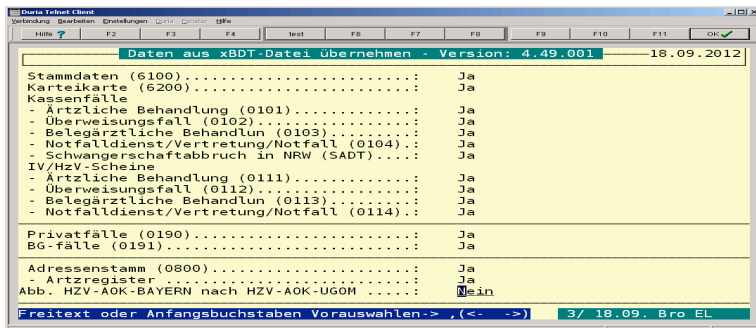 Duria Telnet Client
Verbindung Bearbeiten Einstellungen Duria Fenster Hilfe
Hilfe ? F2 F3 F4 test F6 F7 F8 F9 F10 F11 OK
Daten aus xBDT-Datei übernehmen - Version: 4.49.001 18.09.2012
Stammdaten (6100)....................: Ja
Karteikarte (6200)...................: Ja
Kassenfälle
- Ärtzliche Behandlung (0101)........: Ja
- Überweisungsfall (0102)............: Ja
- Belegärztliche Behandlun (0103)....: Ja
- Notfalldienst/Vertretung/Notfall (0104).: Ja
- Schwangerschaftabbruch in NRW (SADT)....: Ja
IV/HzV-Scheine
- Ärtzliche Behandlung (0111)........: Ja
- Überweisungsfall (0112)............: Ja
- Belegärztliche Behandlun (0113)....: Ja
- Notfalldienst/Vertretung/Notfall (0114).: Ja
Privatfälle (0190)...................: Ja
BG-fälle (0191)......................: Ja
Adressenstamm (0800).................: Ja
Artzregister ........................: Ja
Abb. HZV-AOK-BAYERN nach HZV-AOK-UGOM .....: Nein
Freitext oder Anfangsbuchstaben Vorauswahlen-> ,(<- ->) 3/ 18.09. Bro EL